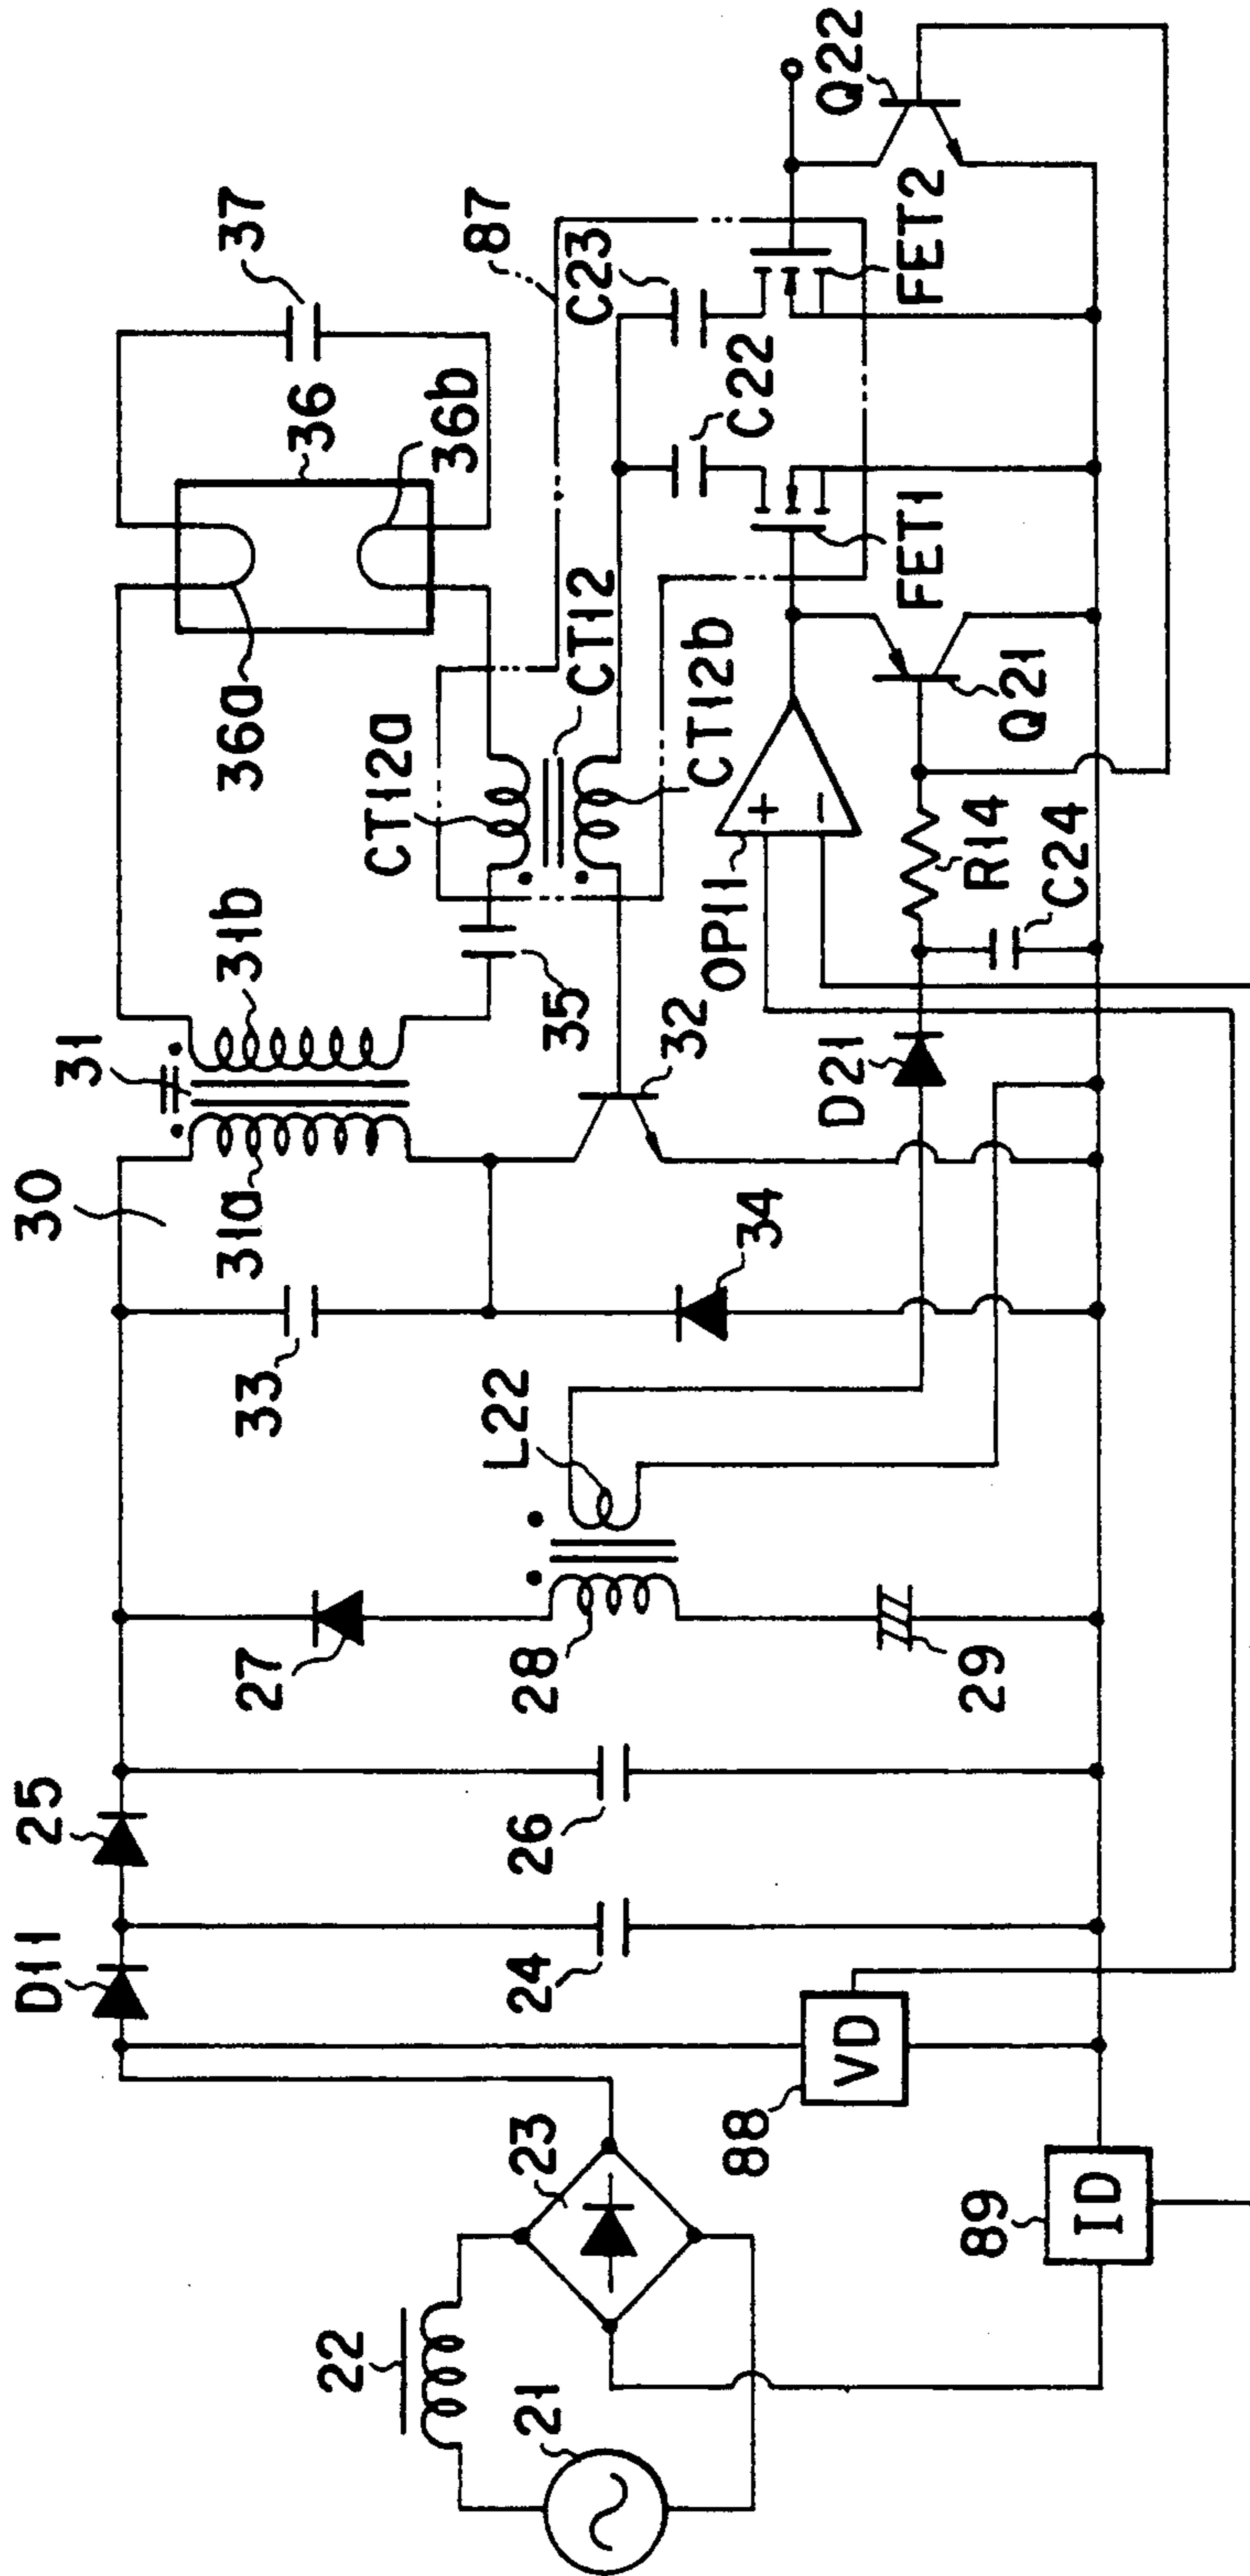 21
22
23
D11
25
24
26
27
28
29
L22
30
33
34
31
31a
31b
32
35
36
36a
36b
37
CT12a
CT12
CT12b
87
C22
C23
FET1
FET2
Q22
Q21
OP11
+
−
D21
R14
C24
88
VD
89
ID